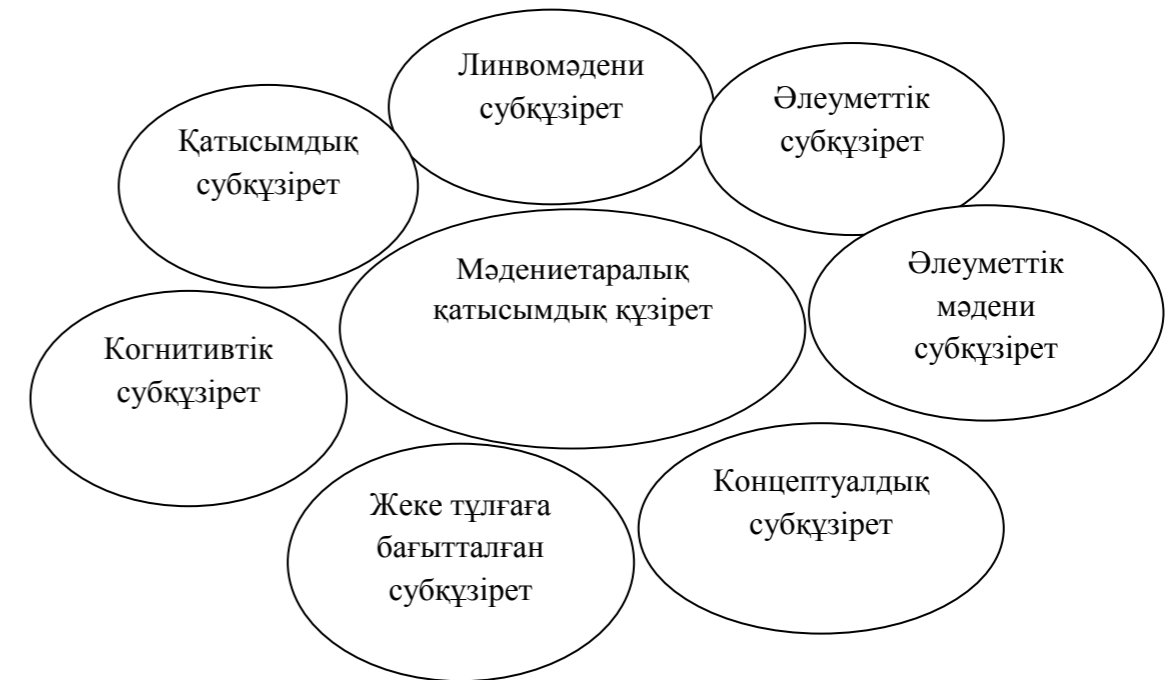 Линвомәдени
субқұзірет
Әлеуметтік
субқұзірет
Қатысымдық
субқұзірет
Мәдениетаралық
қатысымдық құзірет
Әлеуметтік
мәдени
субқұзірет
Когнитивтік
субқұзірет
Концептуалдық
субқұзірет
Жеке тұлғаға
бағытталған
субқұзірет